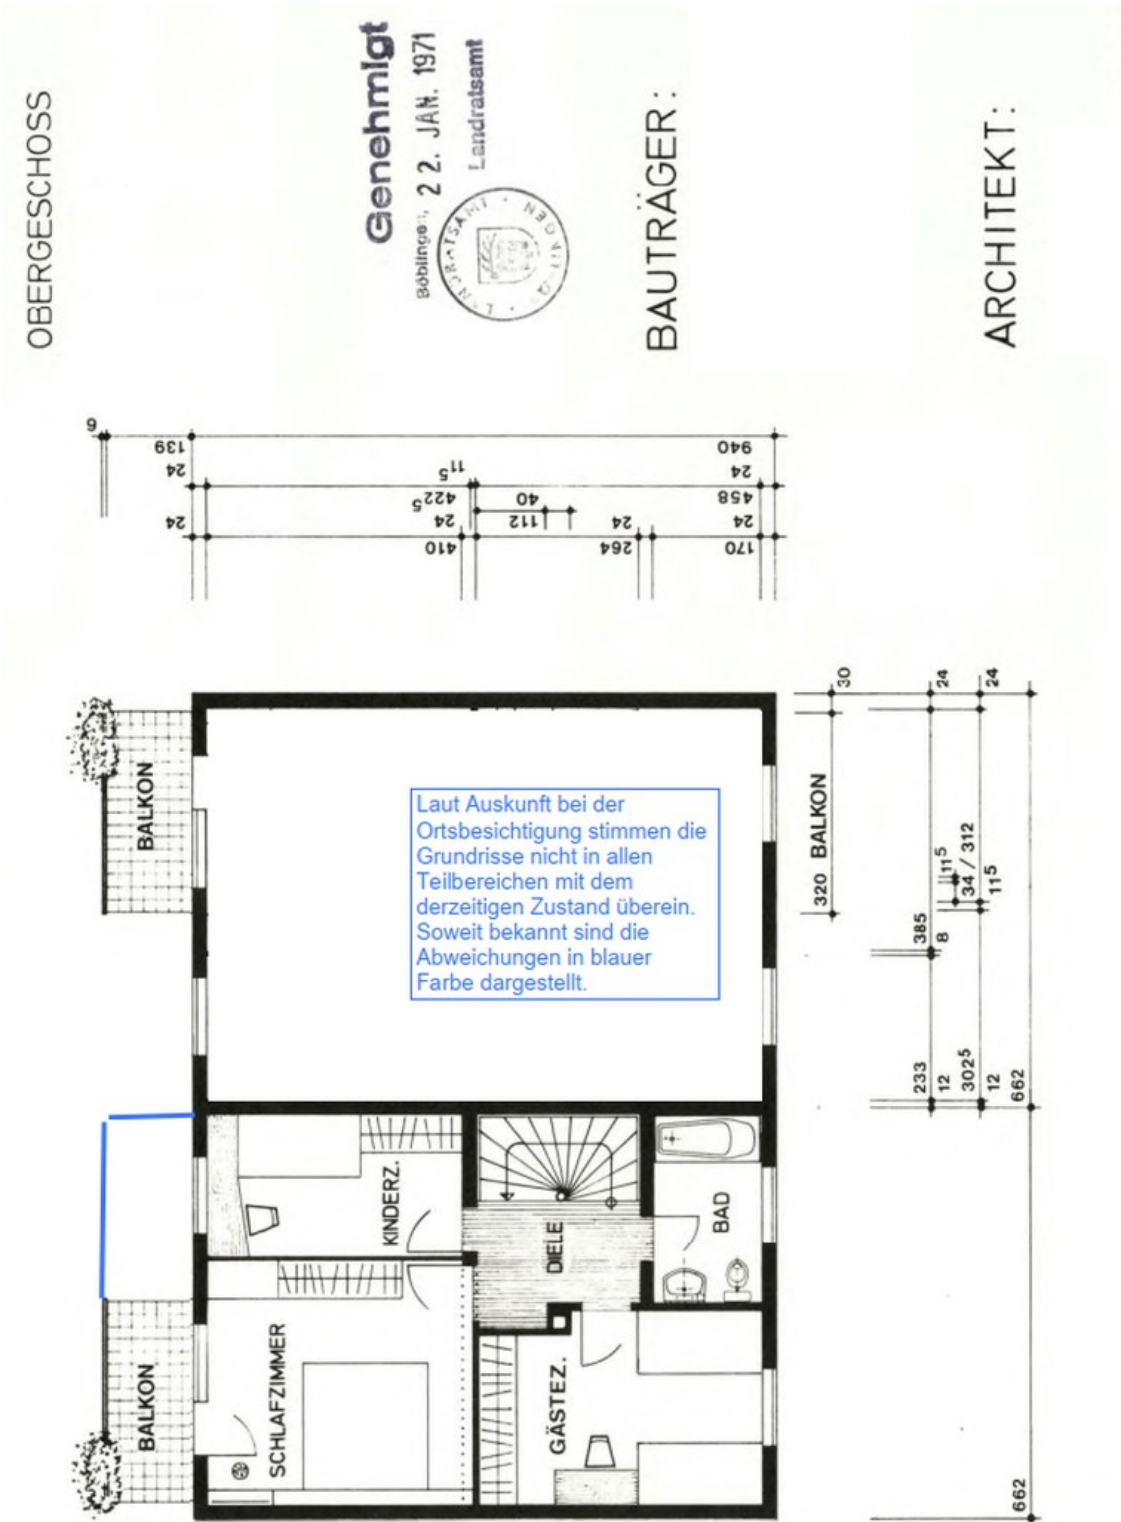 OBERGESCHOSS
Genehmigt
Böblingen, 22. JAN. 1971
Landratsamt
BAUTRÄGER:
ARCHITEKT:
6
139
940
24
11⁵
24
422⁵
40
458
24
24
112
24
24
410
264
170
30
24
24
BALKON
320 BALKON
Laut Auskunft bei der
Ortsbesichtigung stimmen die
Grundrisse nicht in allen
Teilbereichen mit dem
derzeitigen Zustand überein.
Soweit bekannt sind die
Abweichungen in blauer
Farbe dargestellt.
11⁵
34 / 312
11⁵
385
8
233
12
302⁵
12
662
KINDERZ.
DIELE
BAD
BALKON
SCHLAFZIMMER
GÄSTEZ.
662